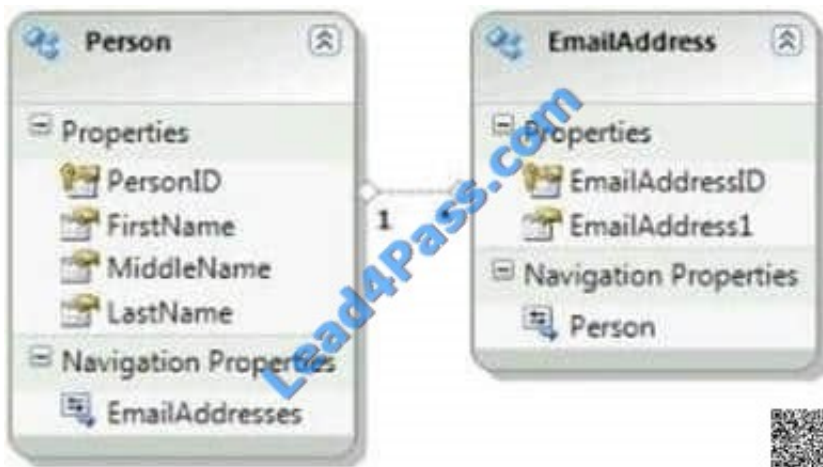 Person
Properties
PersonID
FirstName
MiddleName
LastName
Navigation Properties
EmailAddresses
1
*
EmailAddress
Properties
EmailAddressID
EmailAddress1
Navigation Properties
Person
Lead4Pass.com